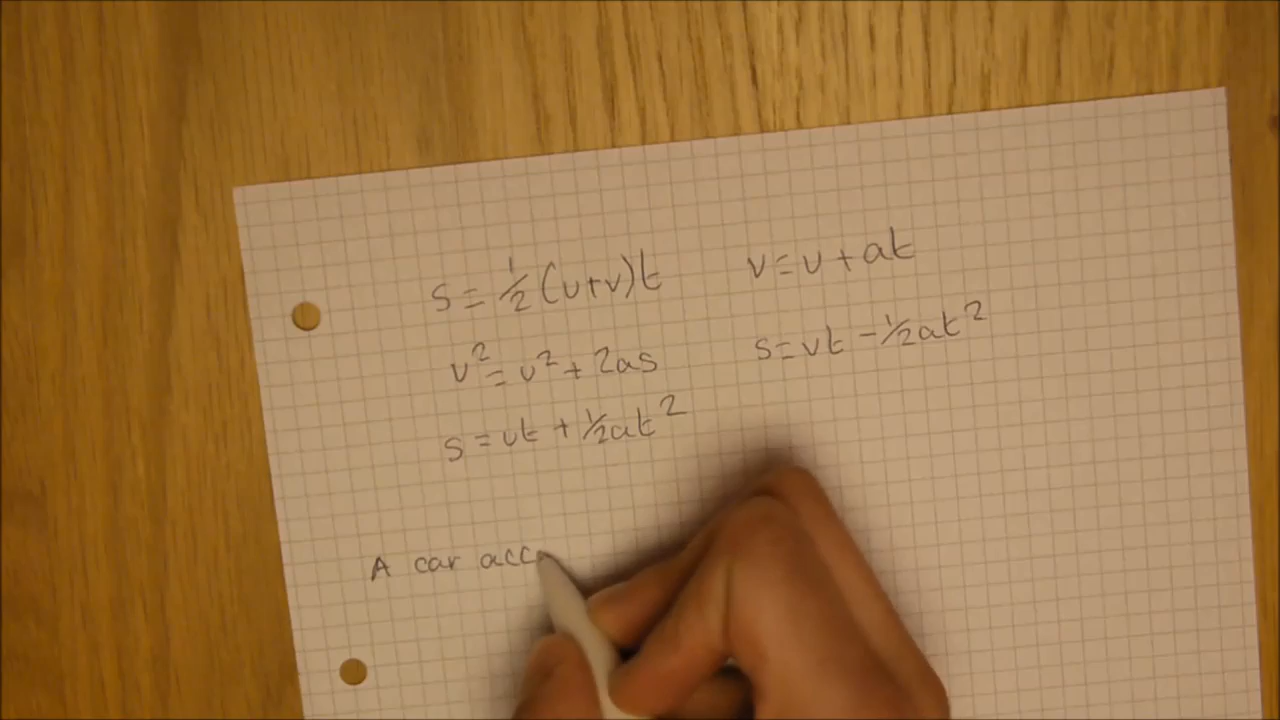 s = ½(u+v)t
v = u + at
v² = u² + 2as
s = vt - ½at²
s = ut + ½at²
A car acc